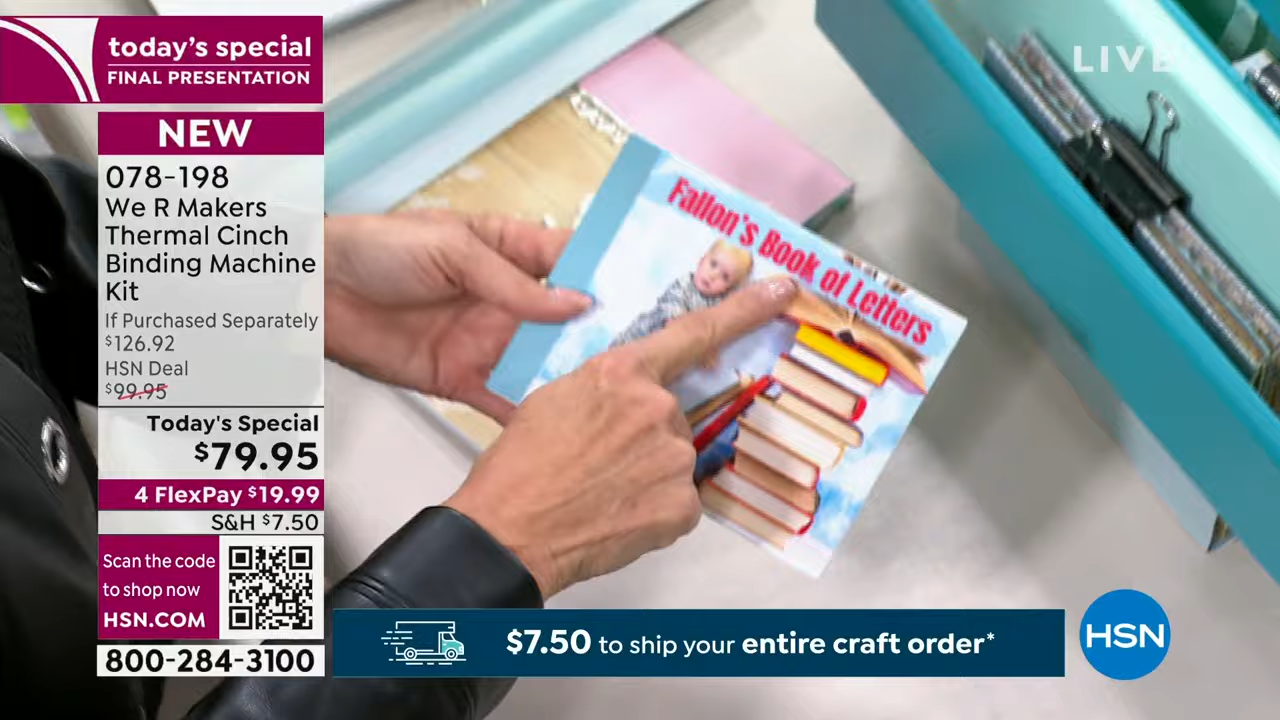 today's special
FINAL PRESENTATION
NEW
078-198
We R Makers
Thermal Cinch
Binding Machine
Kit
If Purchased Separately
$126.92
HSN Deal
$99.95
Today's Special
$79.95
4 FlexPay $19.99
S&H $7.50
Scan the code
to shop now
HSN.COM
800-284-3100
LIVE
Fallon's Book of Letters
$7.50 to ship your entire craft order*
HSN